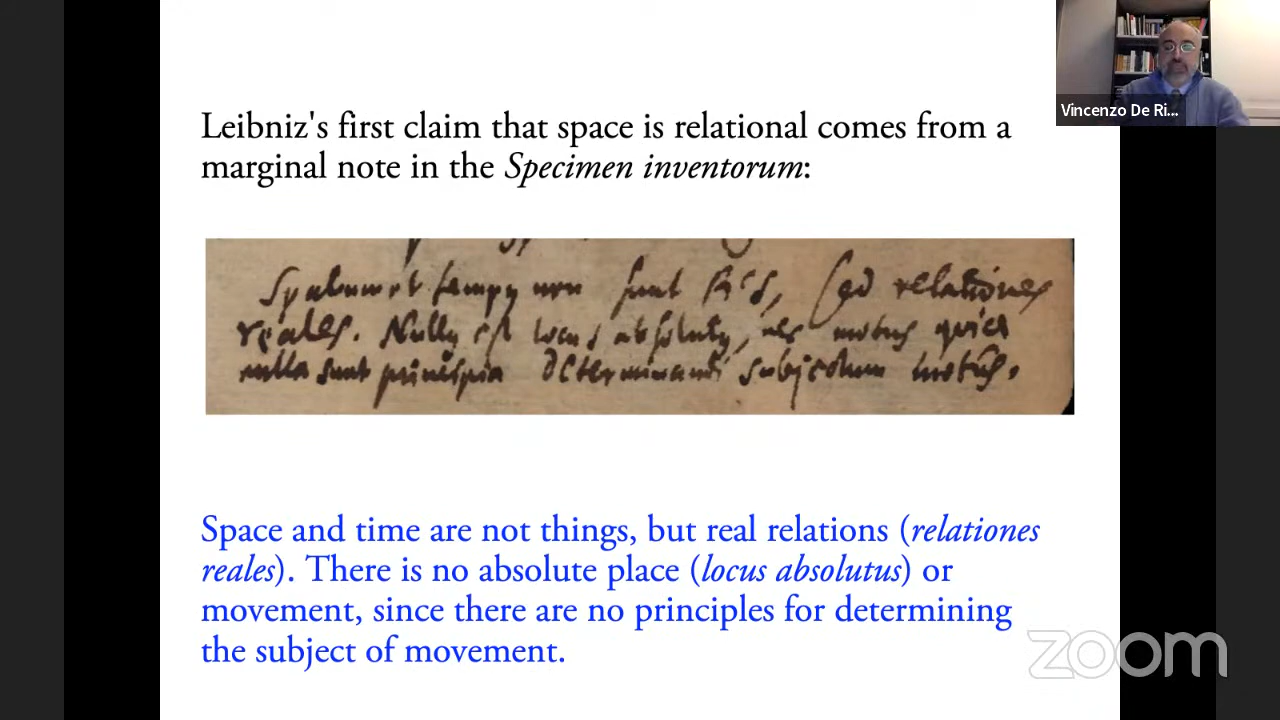 Vincenzo De Ri...
Leibniz's first claim that space is relational comes from a
marginal note in the Specimen inventorum:
Spatium et tempus non sunt res, sed relationes
reales. Nullus est locus absolutus, nec motus quia
nulla sunt principia determinandi subjectum motus.
Space and time are not things, but real relations (relationes
reales). There is no absolute place (locus absolutus) or
movement, since there are no principles for determining
the subject of movement.
zoom